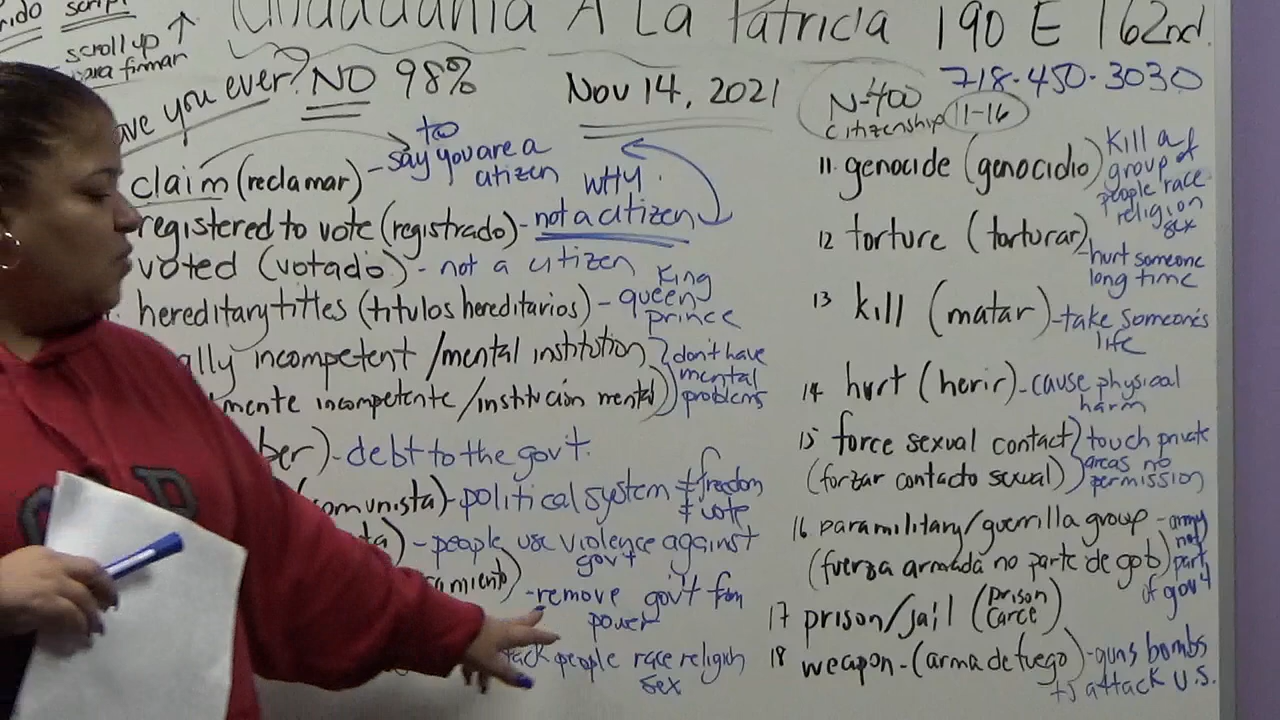 script
scroll up ↑
para firmar
Ciudadanía A La Patricia 190 E 162nd.
718-450-3030
ave you ever? NO 98%
Nov 14, 2021
N-400
citizenship 11-16
claim (reclamar) - to say you are a citizen
WHY
registered to vote (registrado) - not a citizen
voted (votado) - not a citizen
hereditary titles (titulos hereditarios) - King queen prince
ally incompetent / mental institution
mente incompetente / institución mental) don't have mental problems
ber) - debt to the gov't.
(comunista) - political system ≠ freedom
≠ vote
ta) - people use violence against gov't
amiento) - remove gov't from power
tack people race religion sex
11. genocide (genocidio) Kill a group of people race religion sex
12 torture (torturar) - hurt someone long time
13 kill (matar) - take someone's life
14 hurt (herir) - cause physical harm
15 force sexual contact
(forzar contacto sexual) touch private areas no permission
16 paramilitary/guerrilla group - army not part of gov't
(fuerza armada no parte de gob)
17 prison/jail (prison carce)
18 weapon - (arma de fuego) - guns bombs to attack U.S.